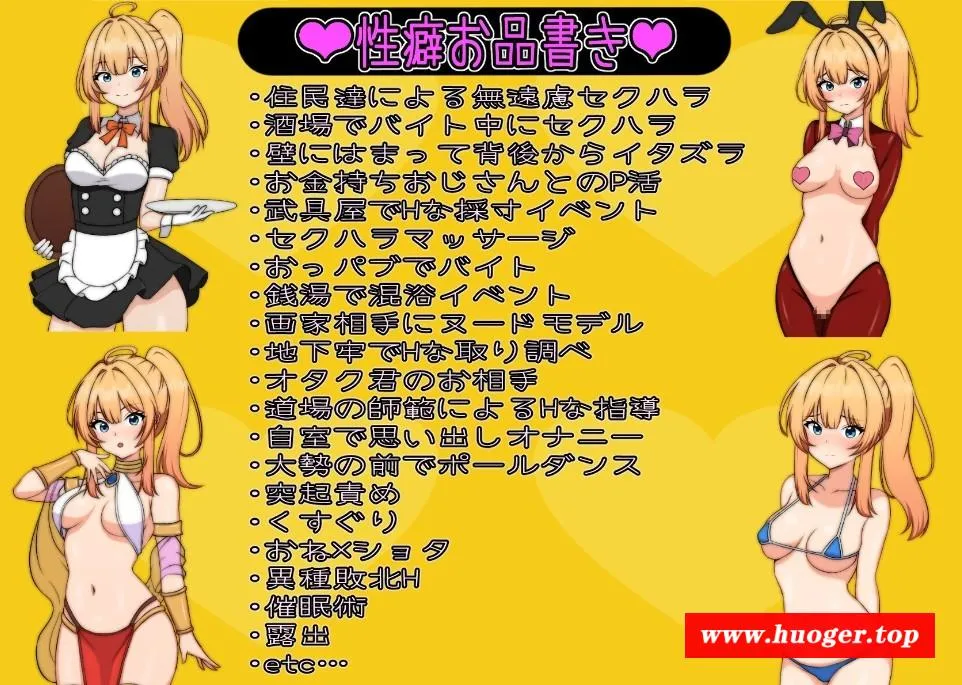 ♥性癖お品書き♥
・住民達による無遠慮セクハラ
・酒場でバイト中にセクハラ
・壁にはまって背後からイタズラ
・お金持ちおじさんとのP活
・武具屋でHな採寸イベント
・セクハラマッサージ
・おっパブでバイト
・銭湯で混浴イベント
・画家相手にヌードモデル
・地下牢でHな取り調べ
・オタク君のお相手
・道場の師範によるHな指導
・自室で思い出しオナニー
・大勢の前でポールダンス
・突起責め
・くすぐり
・おね×ショタ
・異種敗北H
・催眠術
・露出
・etc…
www.huoger.top